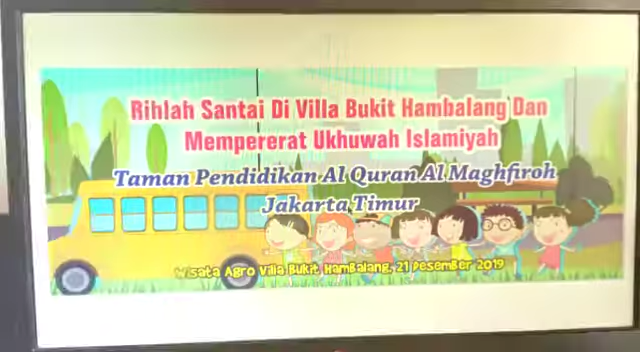 Rihlah Santai Di Villa Bukit Hambalang Dan
Mempererat Ukhuwah Islamiyah
Taman Pendidikan Al Quran Al Maghfiroh
Jakarta Timur
Wisata Agro Villa Bukit Hambalang, 21 Desember 2019